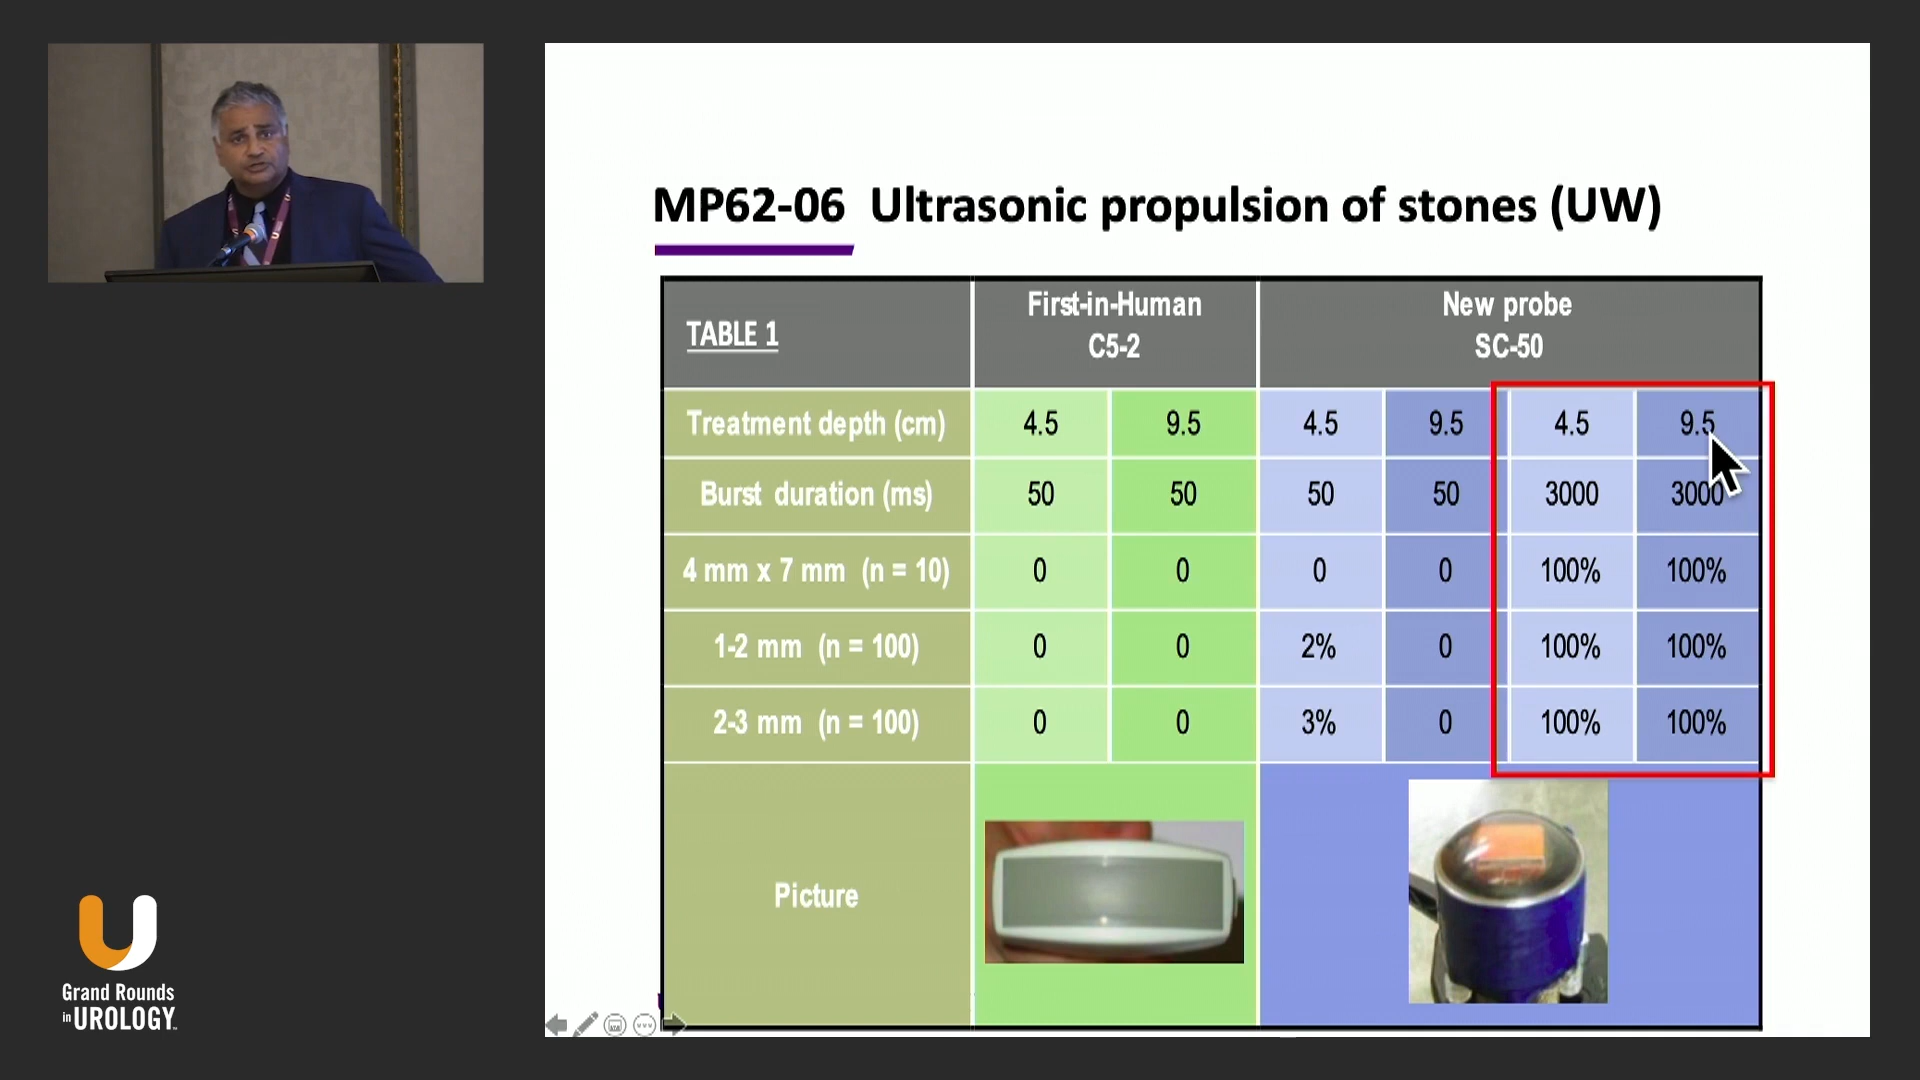 MP62-06 Ultrasonic propulsion of stones (UW)
TABLE 1
First-in-Human
C5-2
New probe
SC-50
Treatment depth (cm) 4.5 9.5 4.5 9.5 4.5 9.5
Burst duration (ms) 50 50 50 50 3000 3000
4 mm x 7 mm (n = 10) 0 0 0 0 100% 100%
1-2 mm (n = 100) 0 0 2% 0 100% 100%
2-3 mm (n = 100) 0 0 3% 0 100% 100%
Picture
Grand Rounds
in UROLOGY